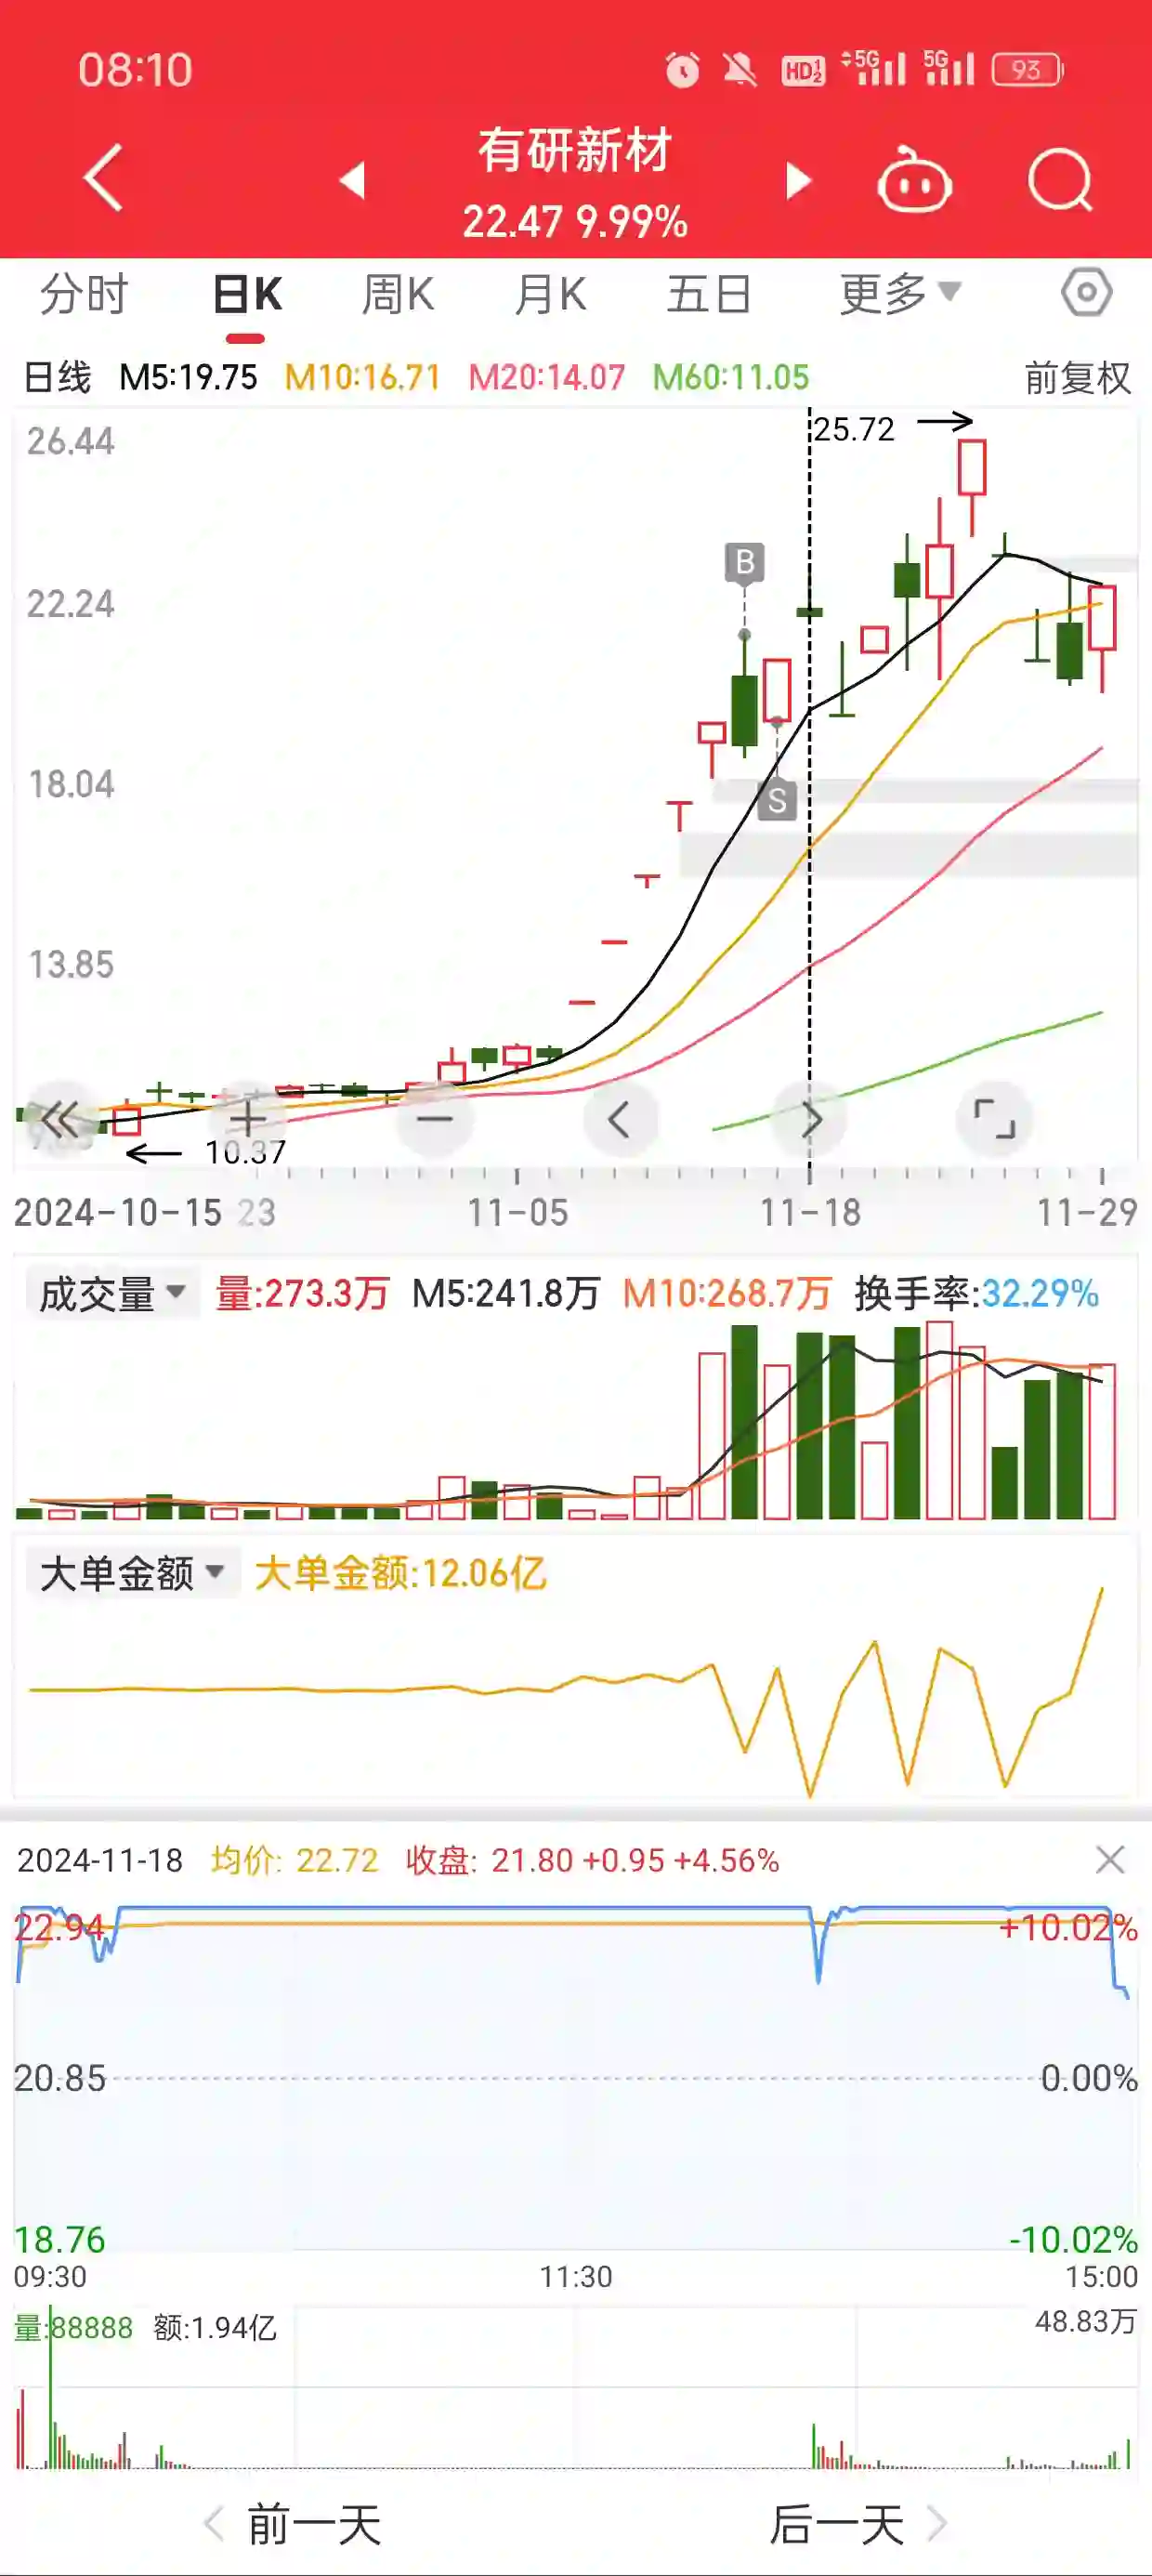 08:10 HD 1 2 5G 5G 93
有研新材
22.47 9.99%
分时 日K 周K 月K 五日 更多
日线 M5:19.75 M10:16.71 M20:14.07 M60:11.05 前复权
25.72
26.44
B
22.24
18.04
S
13.85
10.37
2024-10-15 23 11-05 11-18 11-29
成交量 量:273.3万 M5:241.8万 M10:268.7万 换手率:32.29%
大单金额 大单金额:12.06亿
2024-11-18 均价: 22.72 收盘: 21.80 +0.95 +4.56%
22.94 +10.02%
20.85 0.00%
18.76 -10.02%
09:30 11:30 15:00
量:88888 额:1.94亿 48.83万
前一天 后一天